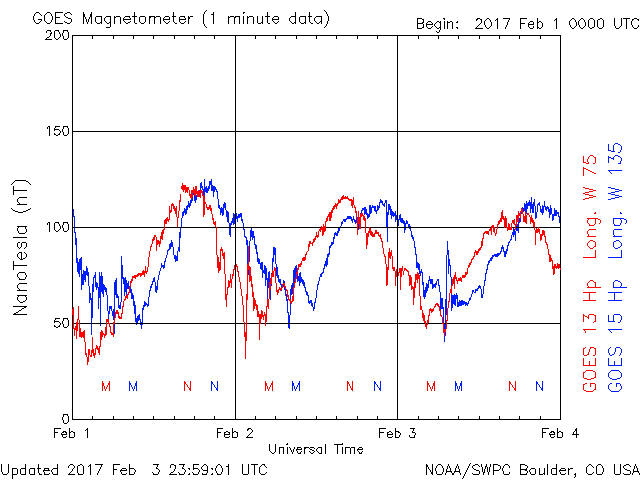 GOES Magnetometer (1 minute data)
Begin: 2017 Feb 1 0000 UTC
200
150
100
50
0
NanoTesla (nT)
M M N N M M N N M M N N
Feb 1 Feb 2 Feb 3 Feb 4
Universal Time
GOES 13 Hp Long. W 75
GOES 15 Hp Long. W 135
Updated 2017 Feb 3 23:59:01 UTC
NOAA/SWPC Boulder, CO USA